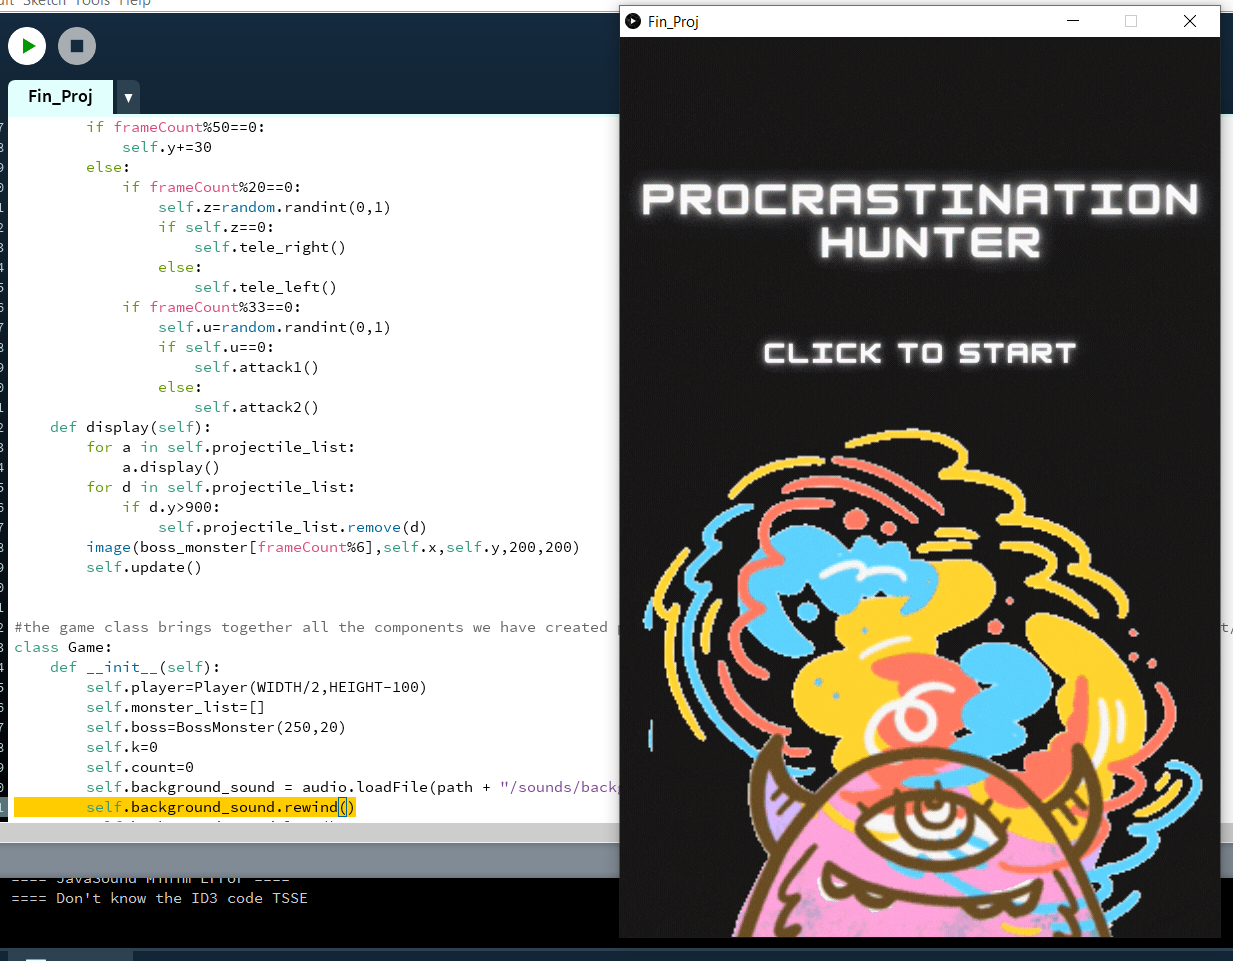 Sketch Tools Help
Fin_Proj
Fin_Proj
if frameCount%50==0:
self.y+=30
else:
if frameCount%20==0:
self.z=random.randint(0,1)
if self.z==0:
self.tele_right()
else:
self.tele_left()
if frameCount%33==0:
self.u=random.randint(0,1)
if self.u==0:
self.attack1()
else:
self.attack2()
def display(self):
for a in self.projectile_list:
a.display()
for d in self.projectile_list:
if d.y>900:
self.projectile_list.remove(d)
image(boss_monster[frameCount%6],self.x,self.y,200,200)
self.update()
#the game class brings together all the components we have created
class Game:
def __init__(self):
self.player=Player(WIDTH/2,HEIGHT-100)
self.monster_list=[]
self.boss=BossMonster(250,20)
self.k=0
self.count=0
self.background_sound = audio.loadFile(path + "/sounds/backg
self.background_sound.rewind()
==== JavaSound Minim Error ====
==== Don't know the ID3 code TSSE
PROCRASTINATION
HUNTER
CLICK TO START